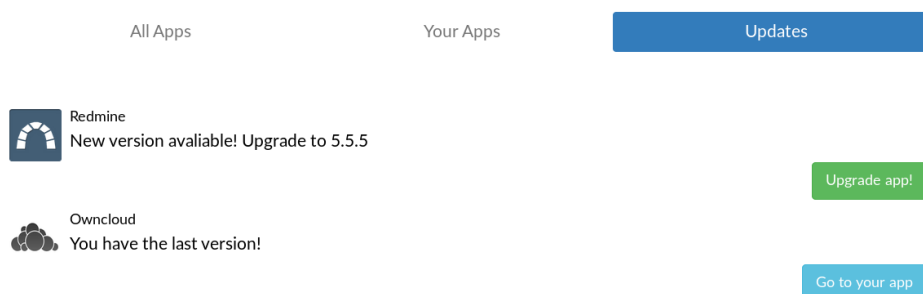 All Apps
Your Apps
Updates
Redmine
New version avaliable! Upgrade to 5.5.5
Upgrade app!
Owncloud
You have the last version!
Go to your app